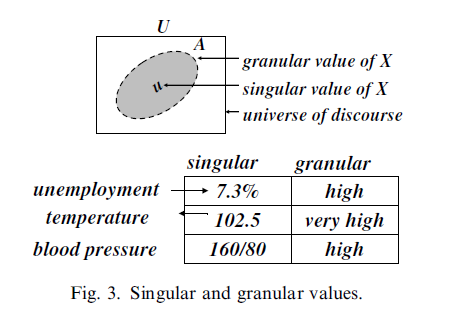 U
A
granular value of X
u
singular value of X
universe of discourse
singular granular
unemployment 7.3% high
temperature 102.5 very high
blood pressure 160/80 high
Fig. 3. Singular and granular values.